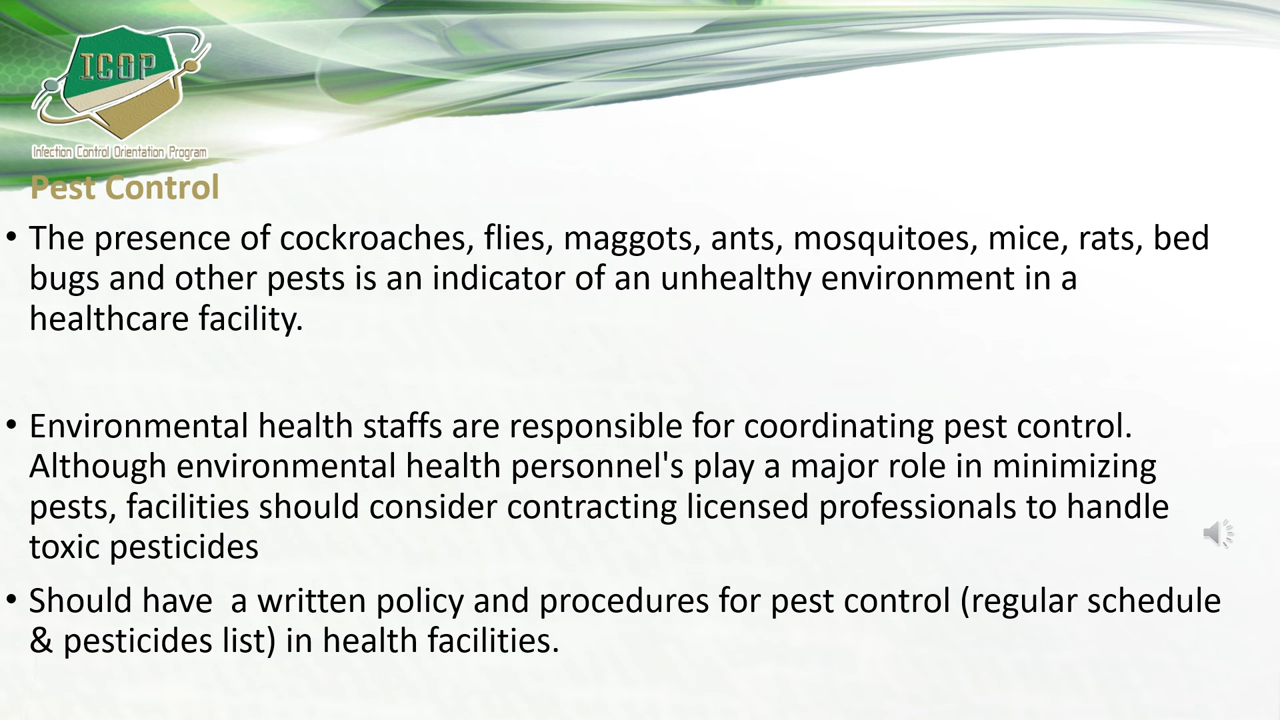 ICOP
Infection Control Orientation Program
Pest Control
• The presence of cockroaches, flies, maggots, ants, mosquitoes, mice, rats, bed
bugs and other pests is an indicator of an unhealthy environment in a
healthcare facility.
• Environmental health staffs are responsible for coordinating pest control.
Although environmental health personnel's play a major role in minimizing
pests, facilities should consider contracting licensed professionals to handle
toxic pesticides
• Should have  a written policy and procedures for pest control (regular schedule
& pesticides list) in health facilities.